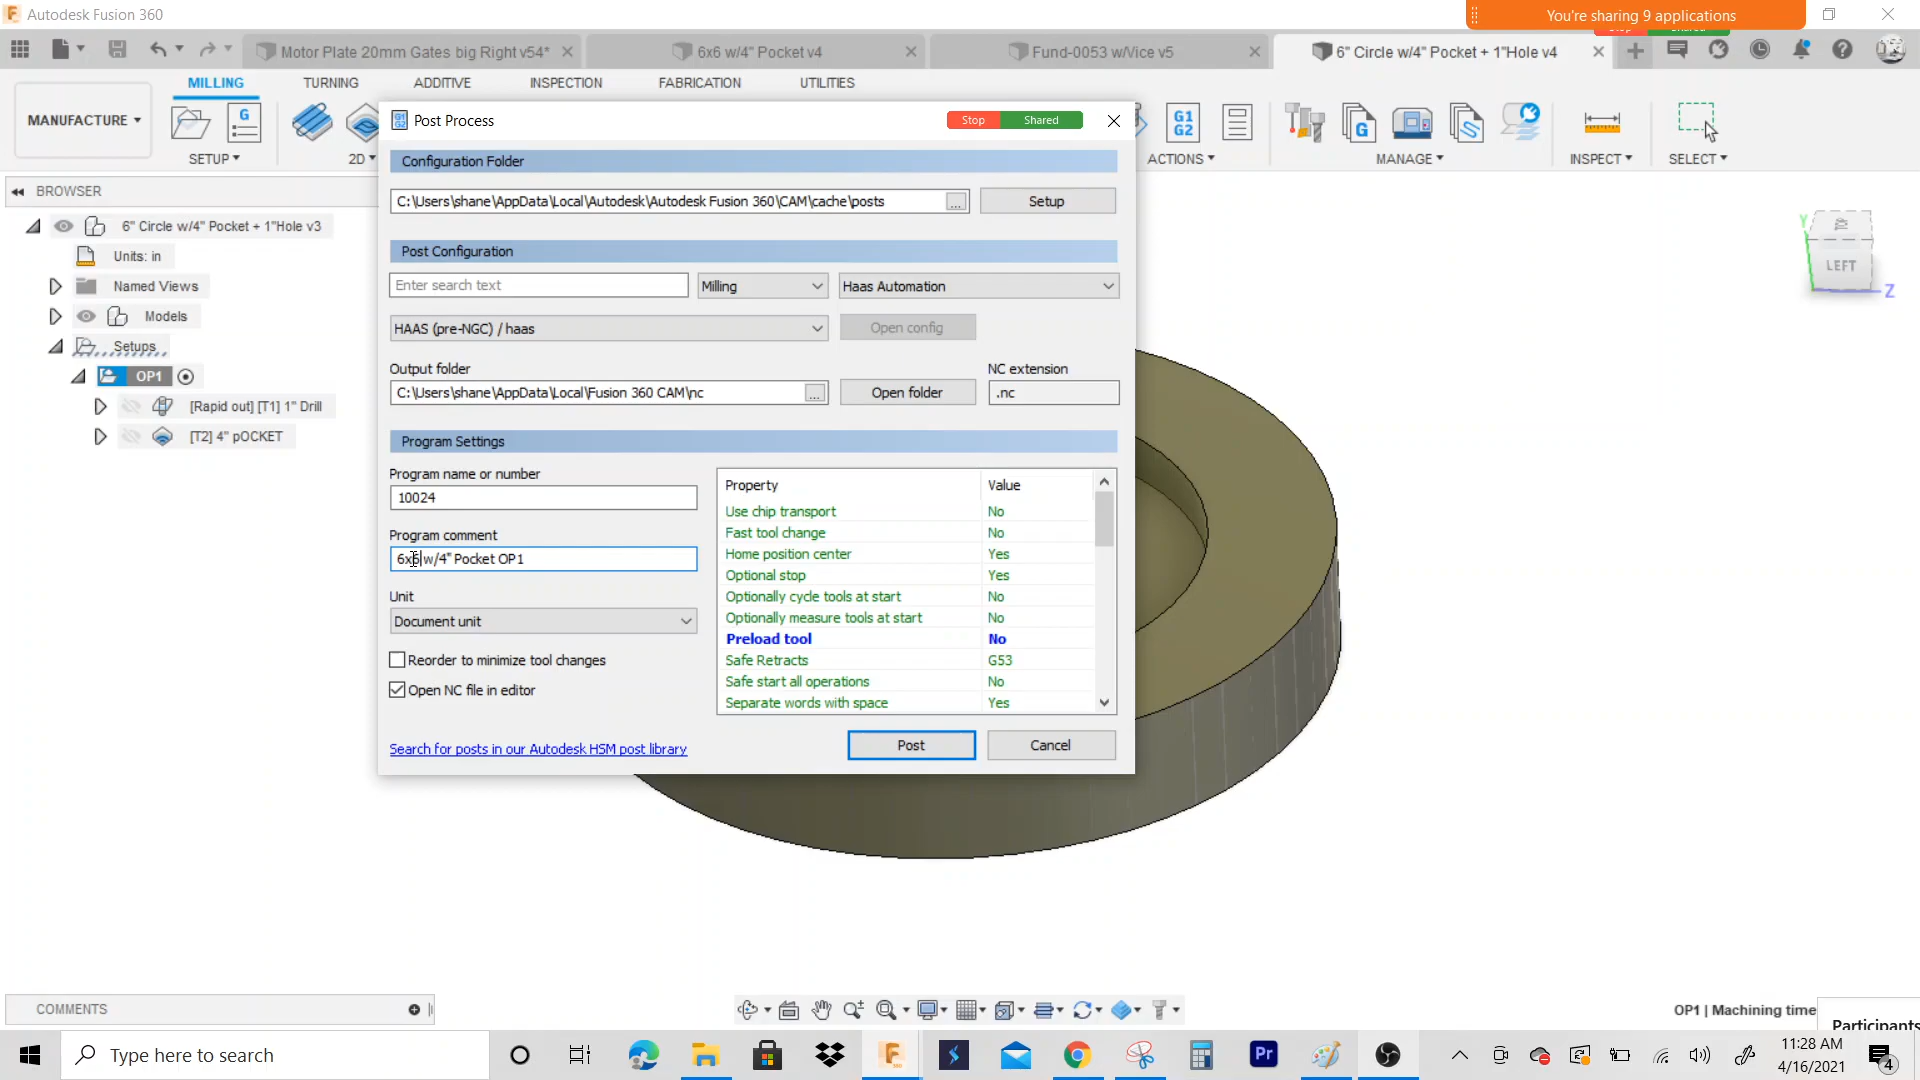 Autodesk Fusion 360
You're sharing 9 applications
Motor Plate 20mm Gates big Right v54*
6x6 w/4" Pocket v4
Fund-0053 w/Vice v5
6" Circle w/4" Pocket + 1"Hole v4
MILLING
TURNING
ADDITIVE
INSPECTION
FABRICATION
UTILITIES
MANUFACTURE
SETUP
2D
ACTIONS
MANAGE
INSPECT
SELECT
G1
G2
BROWSER
6" Circle w/4" Pocket + 1"Hole v3
Units: in
Named Views
Models
Setups
OP1
[Rapid out] [T1] 1" Drill
[T2] 4" pOCKET
Post Process
Stop
Shared
Configuration Folder
C:\Users\shane\AppData\Local\Autodesk\Autodesk Fusion 360\CAM\cache\posts
...
Setup
Post Configuration
Enter search text
Milling
Haas Automation
HAAS (pre-NGC) / haas
Open config
Output folder
NC extension
C:\Users\shane\AppData\Local\Fusion 360 CAM\nc
...
Open folder
.nc
Program Settings
Program name or number
10024
Program comment
6x6 w/4" Pocket OP1
Unit
Document unit
Reorder to minimize tool changes
Open NC file in editor
Search for posts in our Autodesk HSM post library
Property Value
Use chip transport No
Fast tool change No
Home position center Yes
Optional stop Yes
Optionally cycle tools at start No
Optionally measure tools at start No
Preload tool No
Safe Retracts G53
Safe start all operations No
Separate words with space Yes
Post
Cancel
Y
LEFT
Z
COMMENTS
OP1 | Machining time
Participants
Type here to search
Pr
11:28 AM
4/16/2021
4